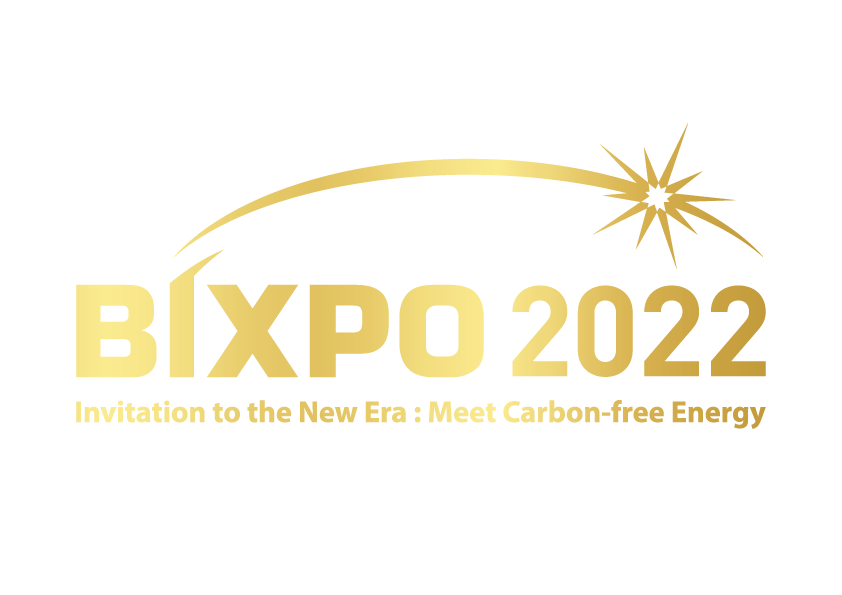 BIXPO 2022
Invitation to the New Era : Meet Carbon-free Energy